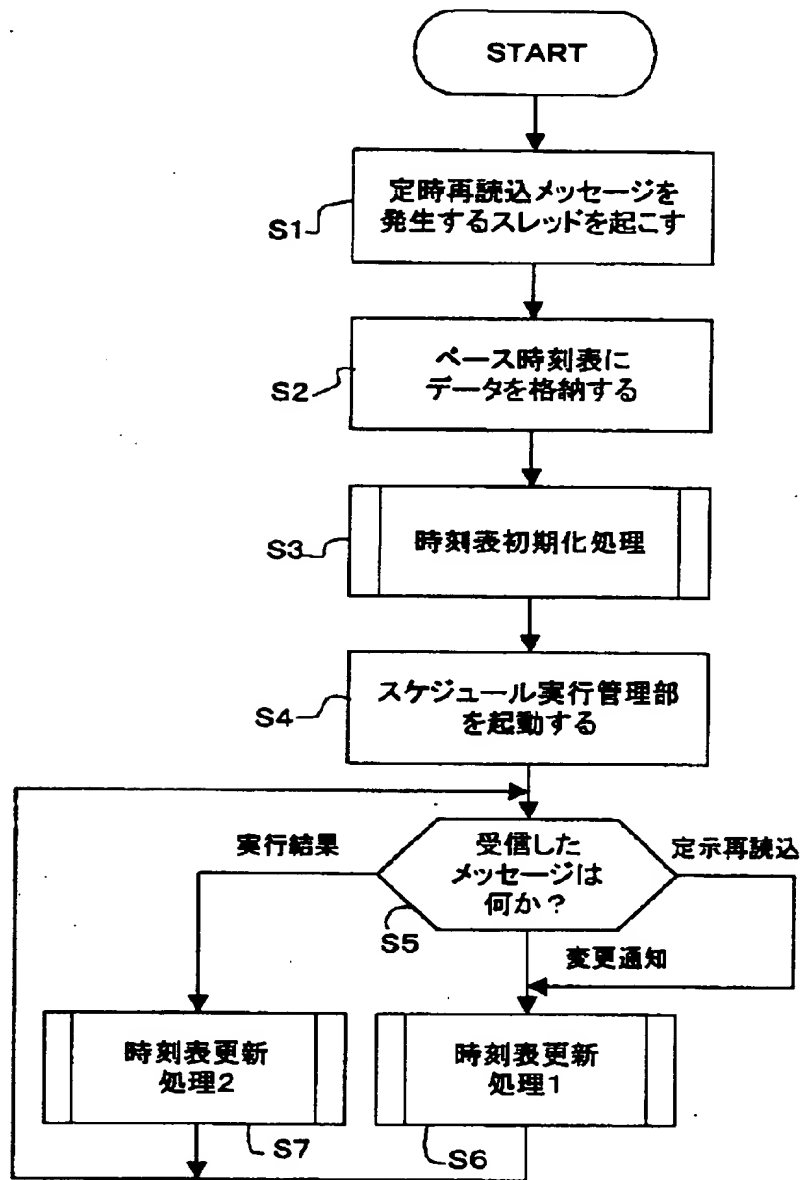 START
定時再読込メッセージを
発生するスレッドを起こす
S1
ベース時刻表に
データを格納する
S2
時刻表初期化処理
S3
スケジュール実行管理部
を起動する
S4
実行結果
受信した
メッセージは
何か？
定示再読込
S5
変更通知
時刻表更新
処理2
時刻表更新
処理1
S7
S6